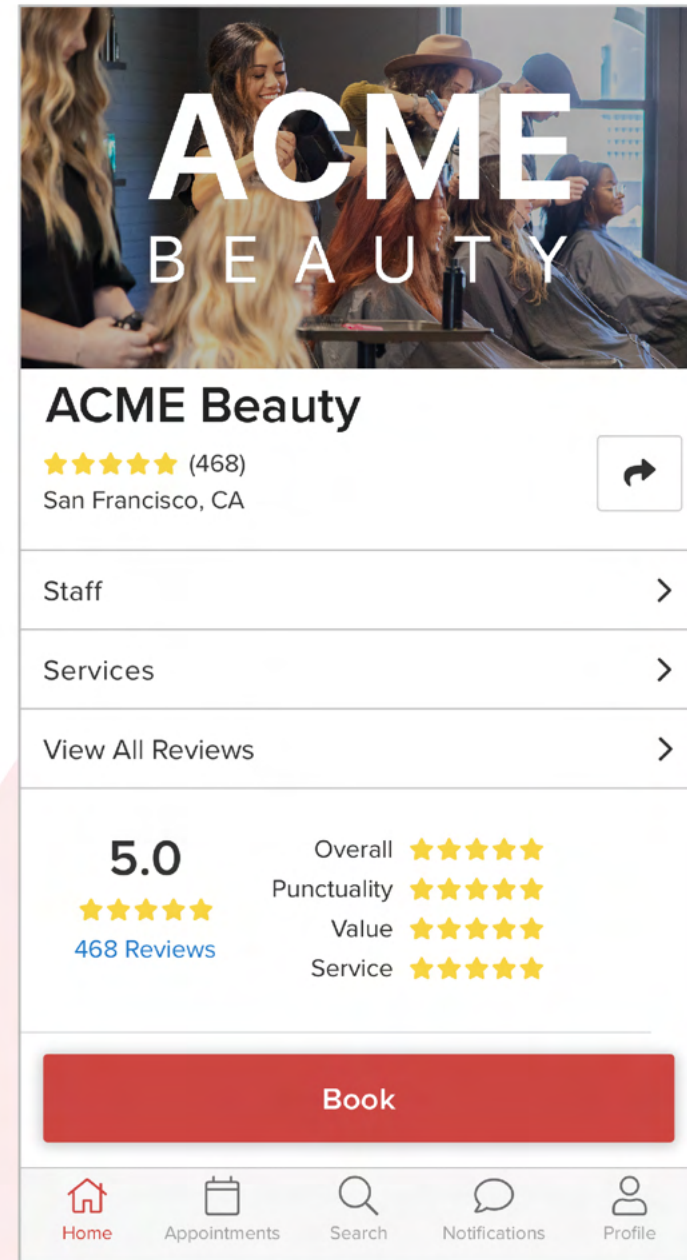 ACME
BEAUTY
ACME Beauty
(468)
San Francisco, CA
Staff
Services
View All Reviews
5.0
468 Reviews
Overall
Punctuality
Value
Service
Book
Home Appointments Search Notifications Profile